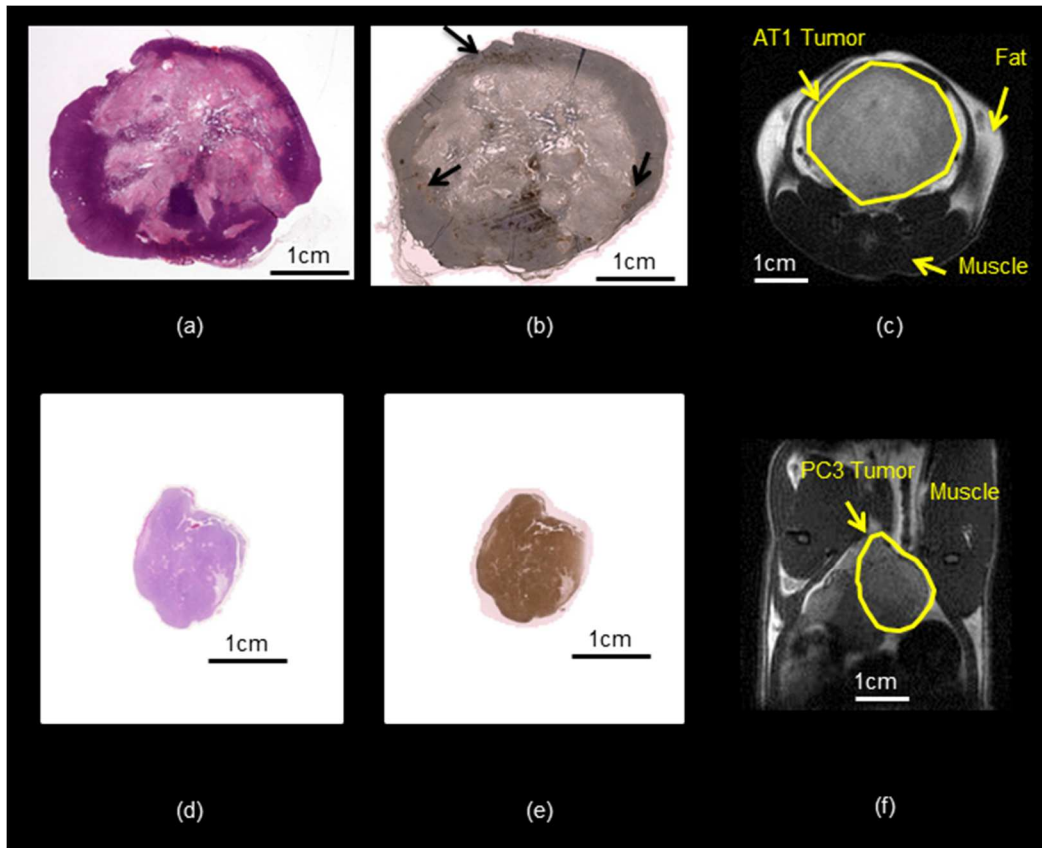 AT1 Tumor
Fat
1cm
1cm
1cm
Muscle
(a)
(b)
(c)
PC3 Tumor
Muscle
1cm
1cm
1cm
(d)
(e)
(f)